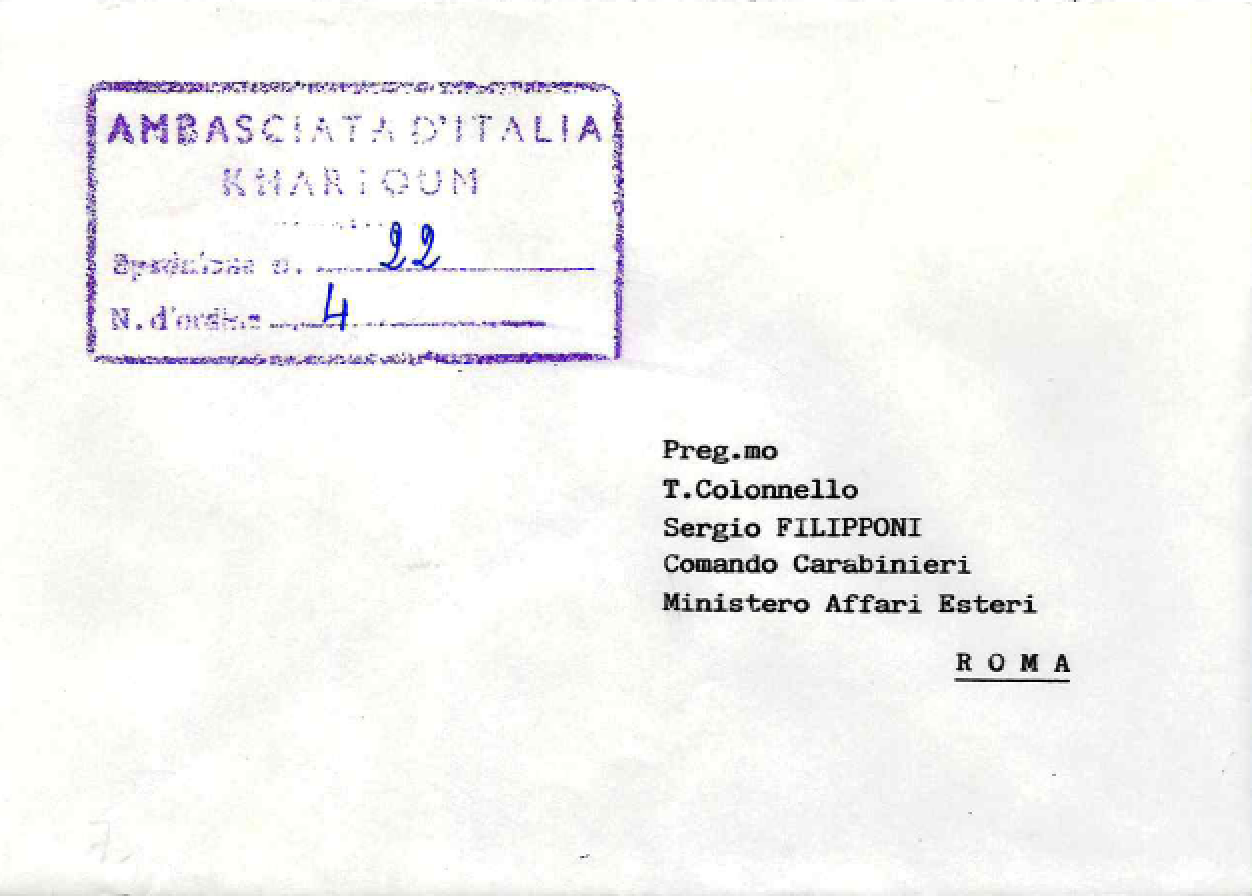 AMBASCIATA D'ITALIA
KHARTOUM
Spedizione n. 22
N. d'ordine 4
Preg.mo
T.Colonnello
Sergio FILIPPONI
Comando Carabinieri
Ministero Affari Esteri
R O M A